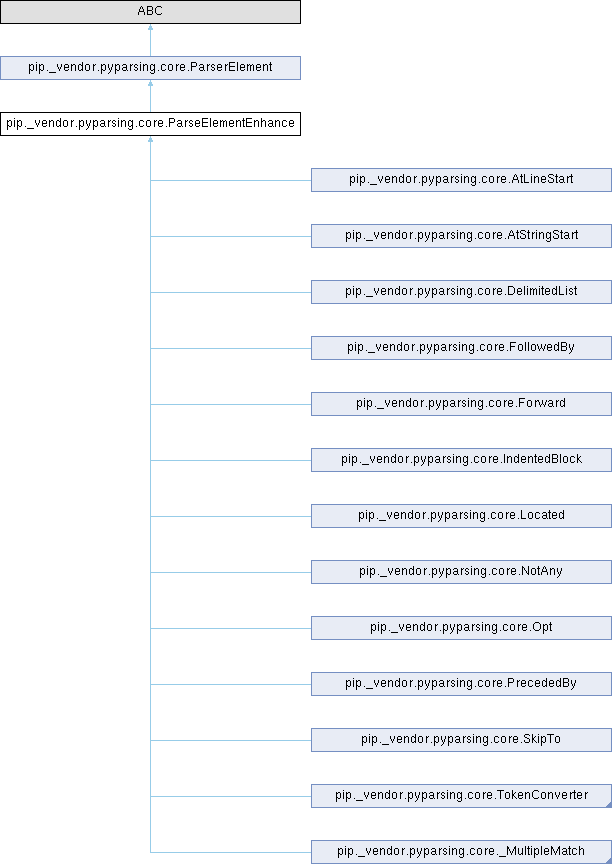 ABC
pip._vendor.pyparsing.core.ParserElement
pip._vendor.pyparsing.core.ParseElementEnhance
pip._vendor.pyparsing.core.AtLineStart
pip._vendor.pyparsing.core.AtStringStart
pip._vendor.pyparsing.core.DelimitedList
pip._vendor.pyparsing.core.FollowedBy
pip._vendor.pyparsing.core.Forward
pip._vendor.pyparsing.core.IndentedBlock
pip._vendor.pyparsing.core.Located
pip._vendor.pyparsing.core.NotAny
pip._vendor.pyparsing.core.Opt
pip._vendor.pyparsing.core.PrecededBy
pip._vendor.pyparsing.core.SkipTo
pip._vendor.pyparsing.core.TokenConverter
pip._vendor.pyparsing.core._MultipleMatch